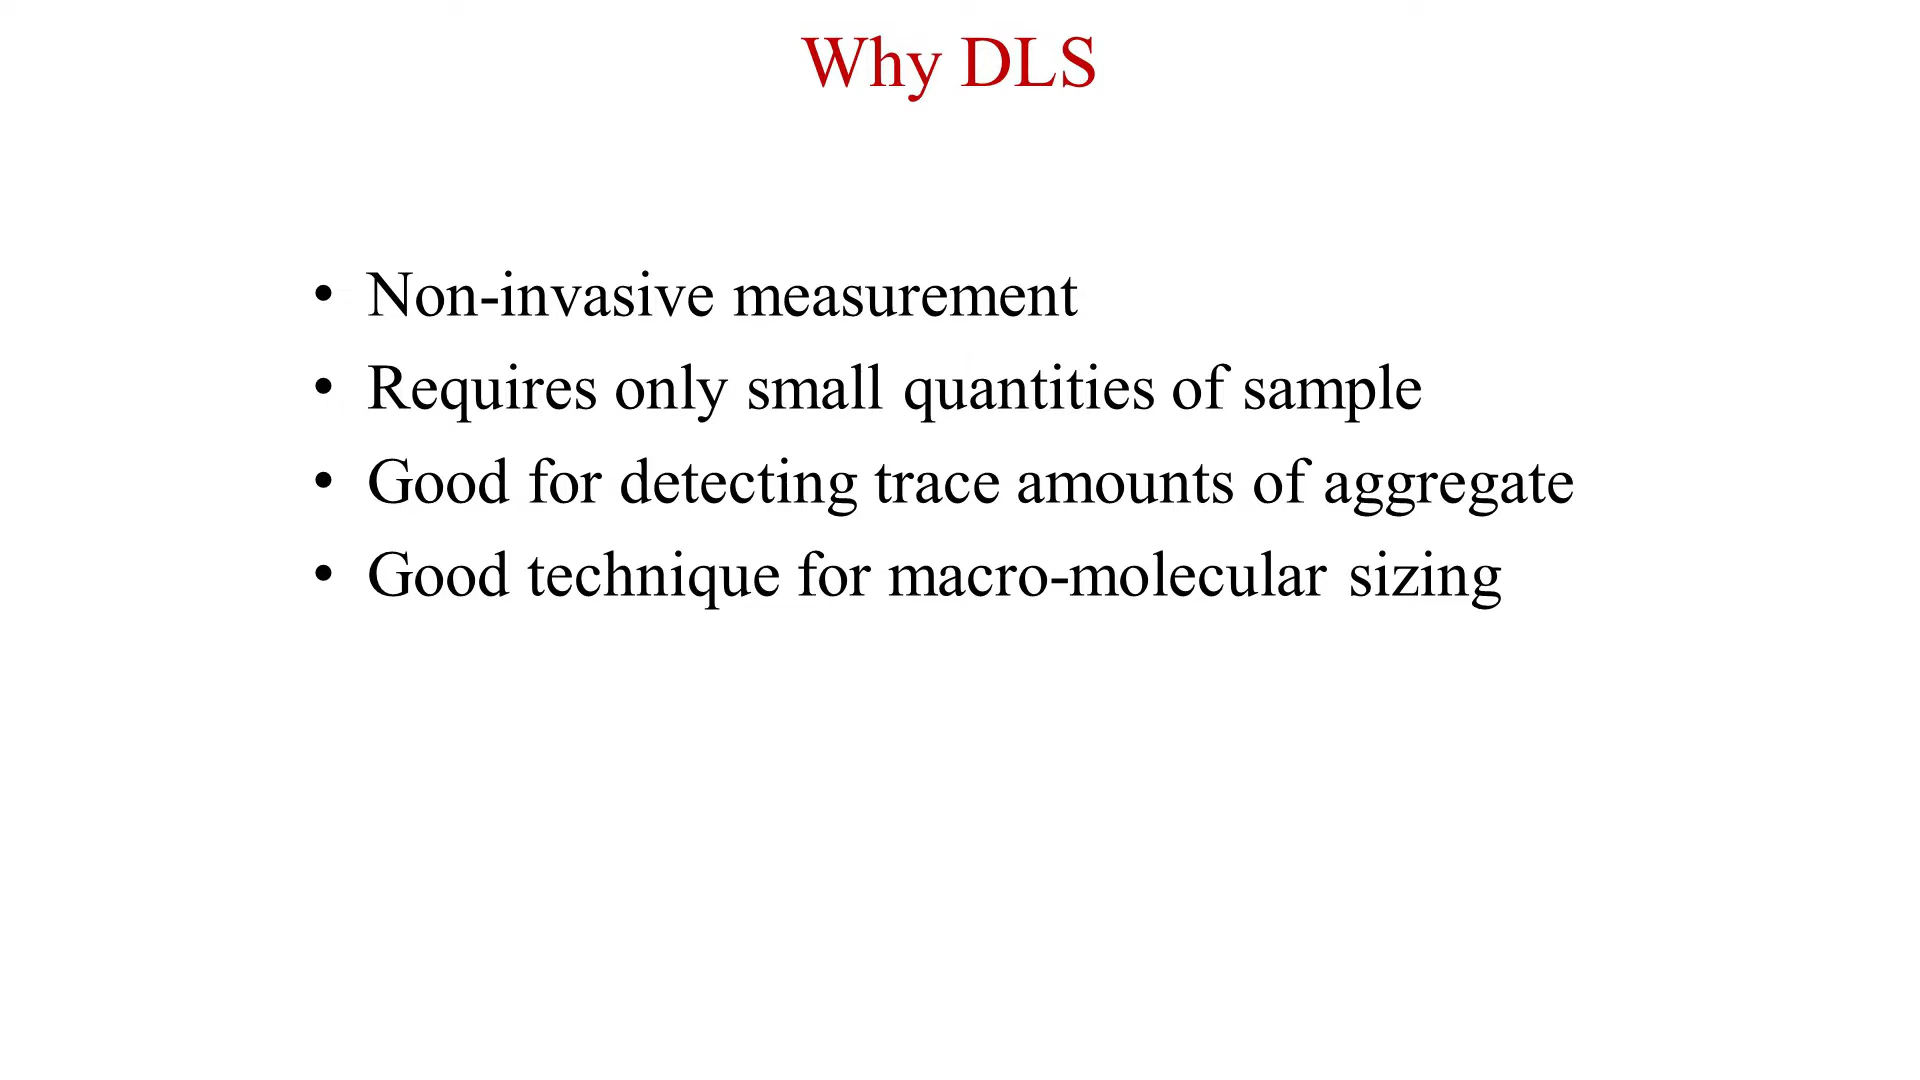 Why DLS
• Non-invasive measurement
• Requires only small quantities of sample
• Good for detecting trace amounts of aggregate
• Good technique for macro-molecular sizing